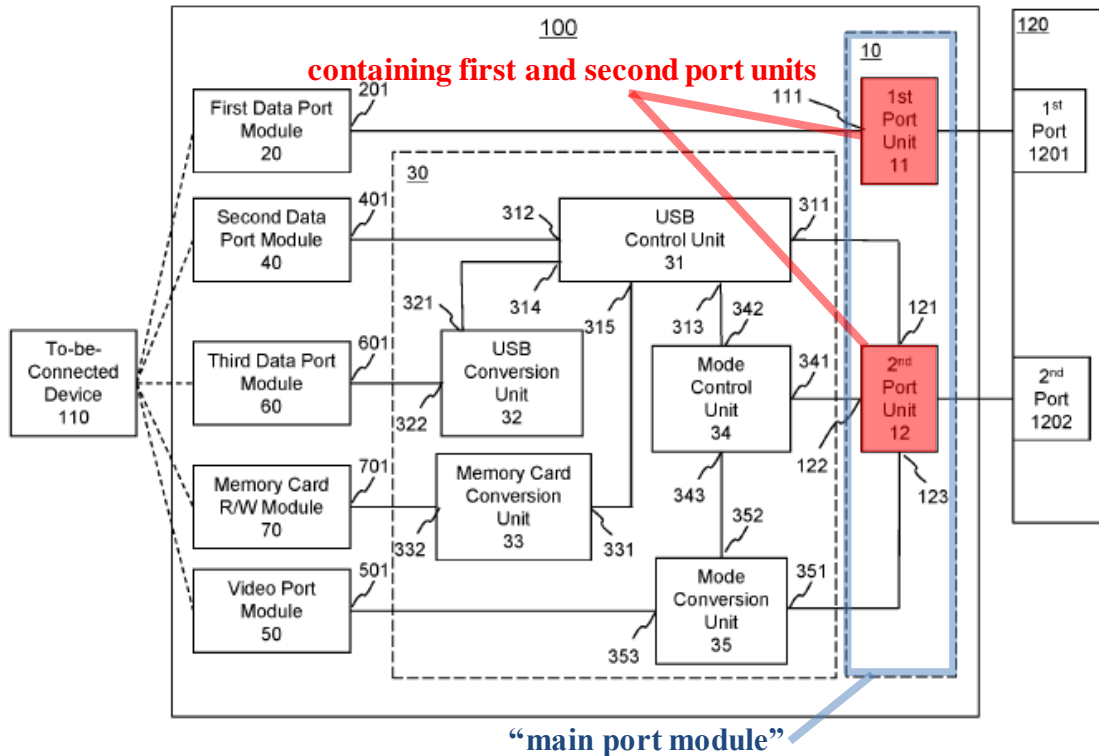 100
120
10
containing first and second port units
First Data Port
Module
20
201
111
1st
Port
Unit
11
1st
Port
1201
30
Second Data
Port Module
40
401
312
USB
Control Unit
31
311
314
315
313
342
321
121
To-be-
Connected
Device
110
Third Data Port
Module
60
601
322
USB
Conversion
Unit
32
Mode
Control
Unit
34
341
122
2nd
Port
Unit
12
2nd
Port
1202
123
343
Memory Card
R/W Module
70
701
332
Memory Card
Conversion
Unit
33
331
352
Video Port
Module
50
501
353
Mode
Conversion
Unit
35
351
“main port module”